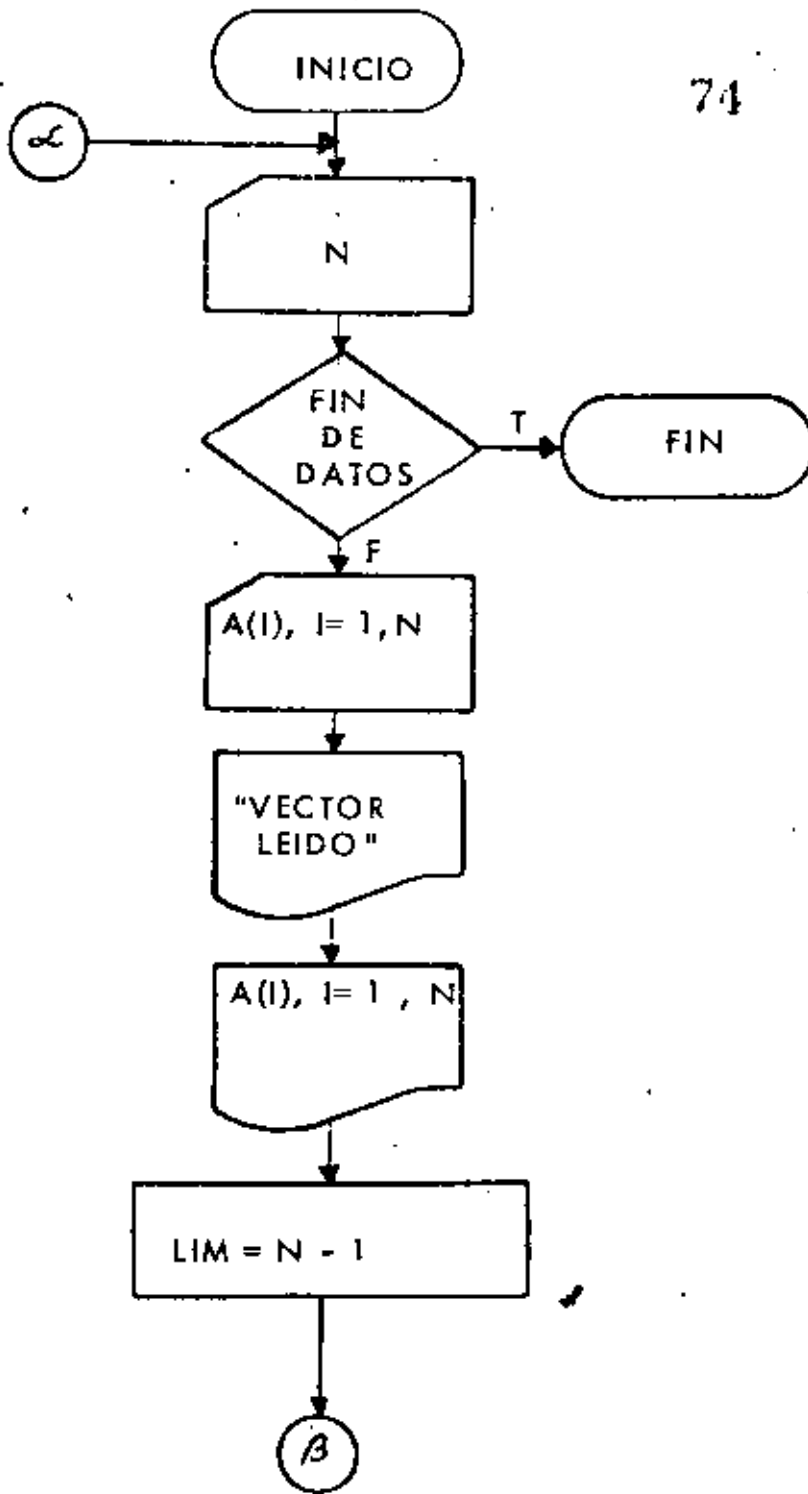 INICIO
74
α
N
FIN
DE
DATOS
T
FIN
F
A(I), I= 1, N
"VECTOR
LEIDO"
A(I), I= 1 , N
LIM = N - 1
β